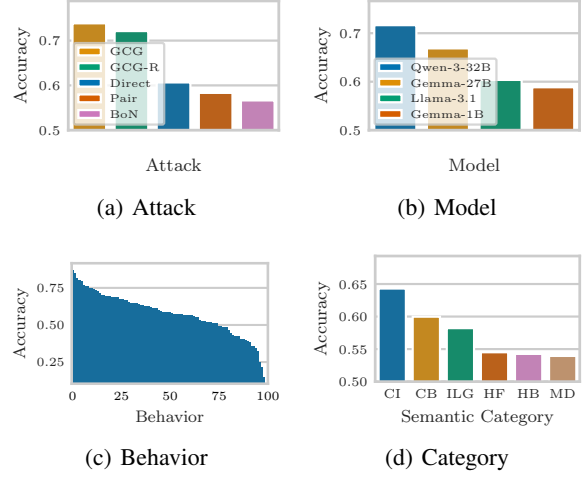 0.7
0.6
0.5
Accuracy
GCG
GCG-R
Direct
Pair
BoN
Attack
(a) Attack
0.7
0.6
0.5
Accuracy
Qwen-3-32B
Gemma-27B
Llama-3.1
Gemma-1B
Model
(b) Model
0.75
0.50
0.25
Accuracy
0 25 50 75 100
Behavior
(c) Behavior
0.65
0.60
0.55
0.50
Accuracy
CI CB ILG HF HB MD
Semantic Category
(d) Category